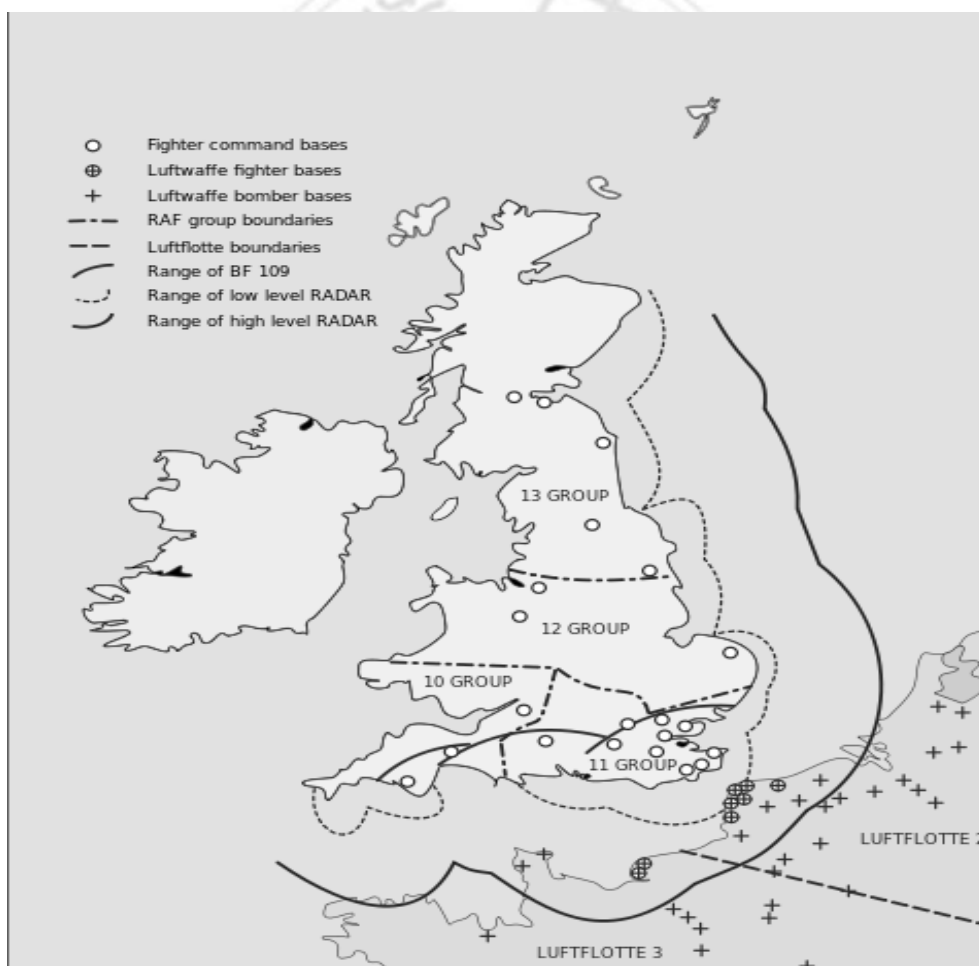 Fighter command bases
Luftwaffe fighter bases
Luftwaffe bomber bases
RAF group boundaries
Luftflotte boundaries
Range of BF 109
Range of low level RADAR
Range of high level RADAR
13 GROUP
12 GROUP
10 GROUP
11 GROUP
LUFTFLOTTE 2
LUFTFLOTTE 3